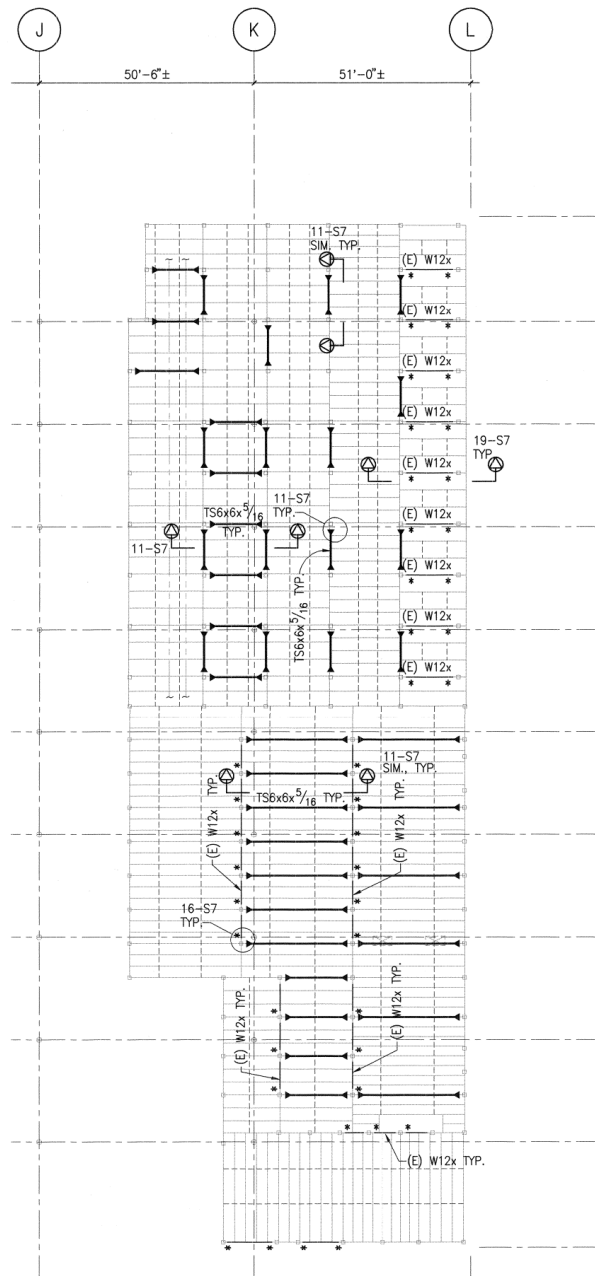 J
K
L
50'-6"±
51'-0"±
11-S7
SIM. TYP.
(E) W12x
* *
(E) W12x
* *
(E) W12x
* *
(E) W12x
* *
19-S7
TYP.
(E) W12x
* *
11-S7
TYP.
TS6x6x5/16
TYP.
(E) W12x
* *
11-S7
TS6x6x5/16 TYP.
(E) W12x
* *
(E) W12x
* *
(E) W12x
* *
~ ~
~ ~
11-S7
SIM., TYP.
TS6x6x5/16 TYP.
(E) W12x TYP.
(E) W12x TYP.
* *
* *
* *
* *
* *
16-S7
TYP.
* *
(E) W12x TYP.
(E) W12x TYP.
* *
* *
* *
* * *
(E) W12x TYP.
* * * *